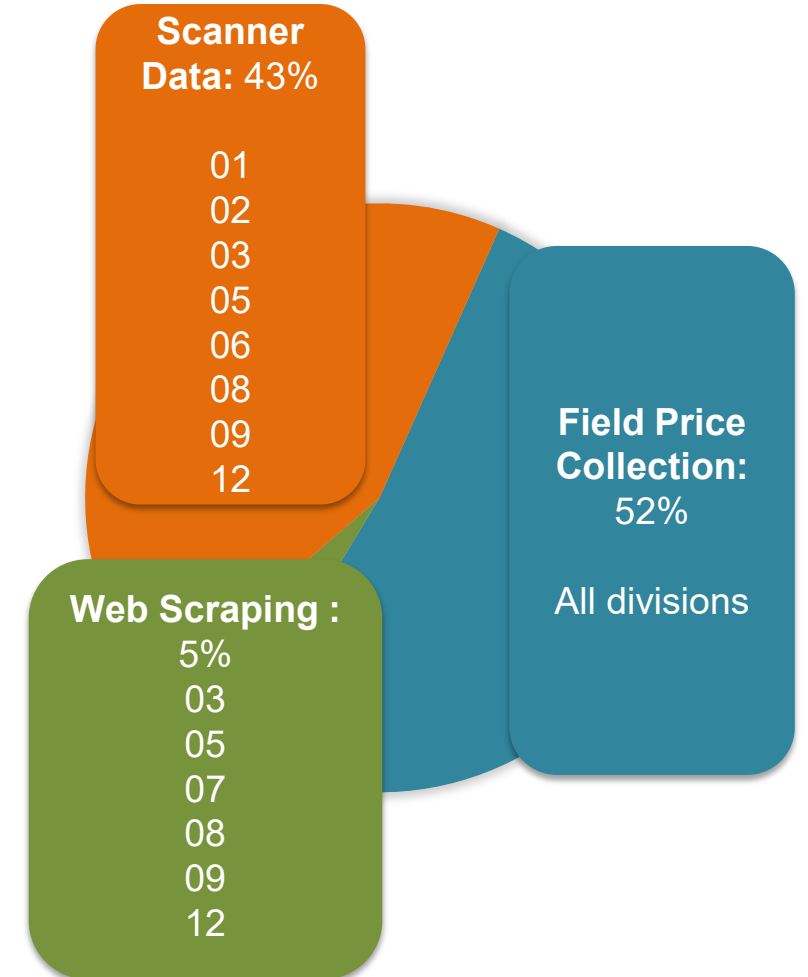 Scanner
Data: 43%
01
02
03
05
06
08
09
12
Field Price
Collection:
52%
All divisions
Web Scraping :
5%
03
05
07
08
09
12